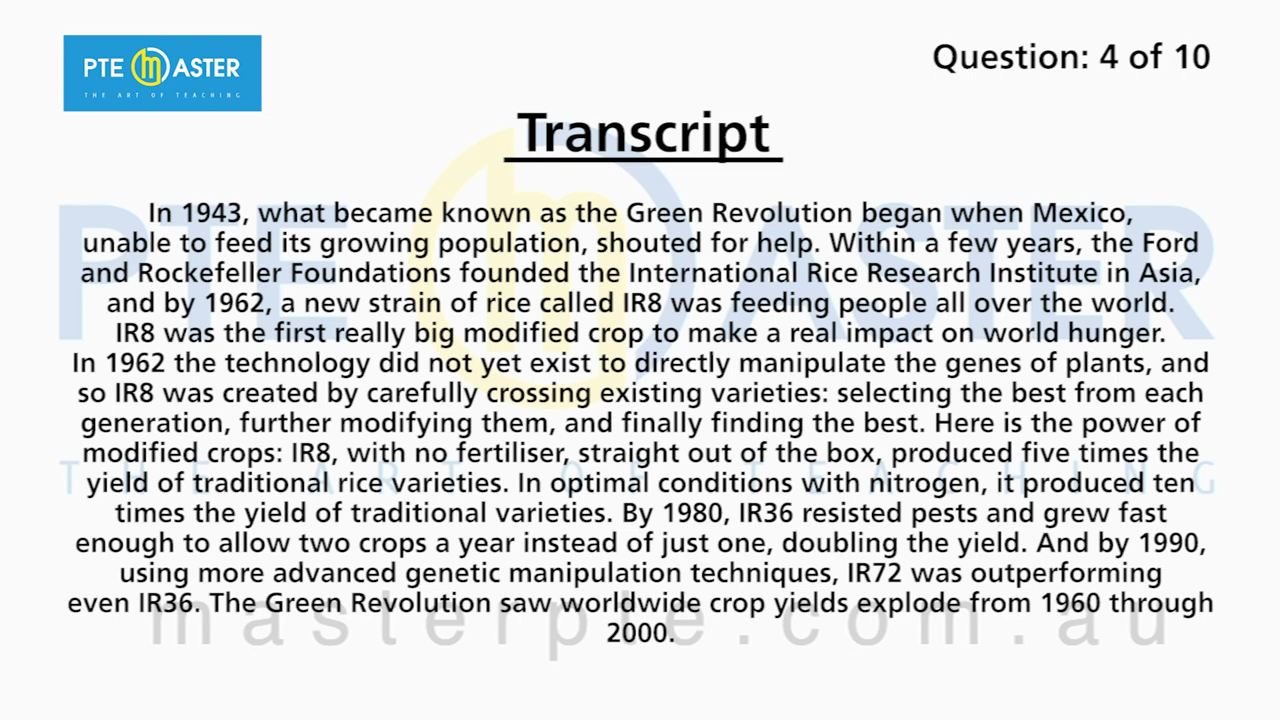 PTE MASTER
THE ART OF TEACHING
Question: 4 of 10
Transcript
In 1943, what became known as the Green Revolution began when Mexico,
unable to feed its growing population, shouted for help. Within a few years, the Ford
and Rockefeller Foundations founded the International Rice Research Institute in Asia,
and by 1962, a new strain of rice called IR8 was feeding people all over the world.
IR8 was the first really big modified crop to make a real impact on world hunger.
In 1962 the technology did not yet exist to directly manipulate the genes of plants, and
so IR8 was created by carefully crossing existing varieties: selecting the best from each
generation, further modifying them, and finally finding the best. Here is the power of
modified crops: IR8, with no fertiliser, straight out of the box, produced five times the
yield of traditional rice varieties. In optimal conditions with nitrogen, it produced ten
times the yield of traditional varieties. By 1980, IR36 resisted pests and grew fast
enough to allow two crops a year instead of just one, doubling the yield. And by 1990,
using more advanced genetic manipulation techniques, IR72 was outperforming
even IR36. The Green Revolution saw worldwide crop yields explode from 1960 through
2000.
PTE MASTER
THE ART OF TEACHING
masterpte.com.au